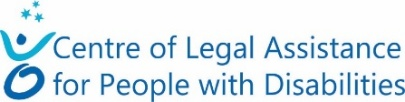 Centre of Legal Assistance
for People with Disabilities